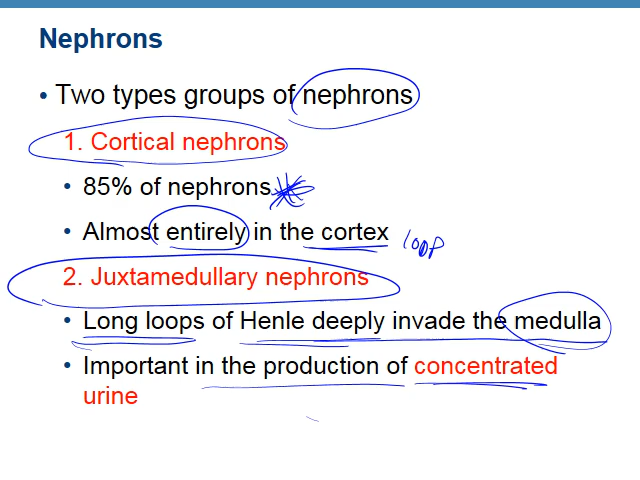 Nephrons
• Two types groups of nephrons
1. Cortical nephrons
• 85% of nephrons
• Almost entirely in the cortex loop
2. Juxtamedullary nephrons
• Long loops of Henle deeply invade the medulla
• Important in the production of concentrated
urine